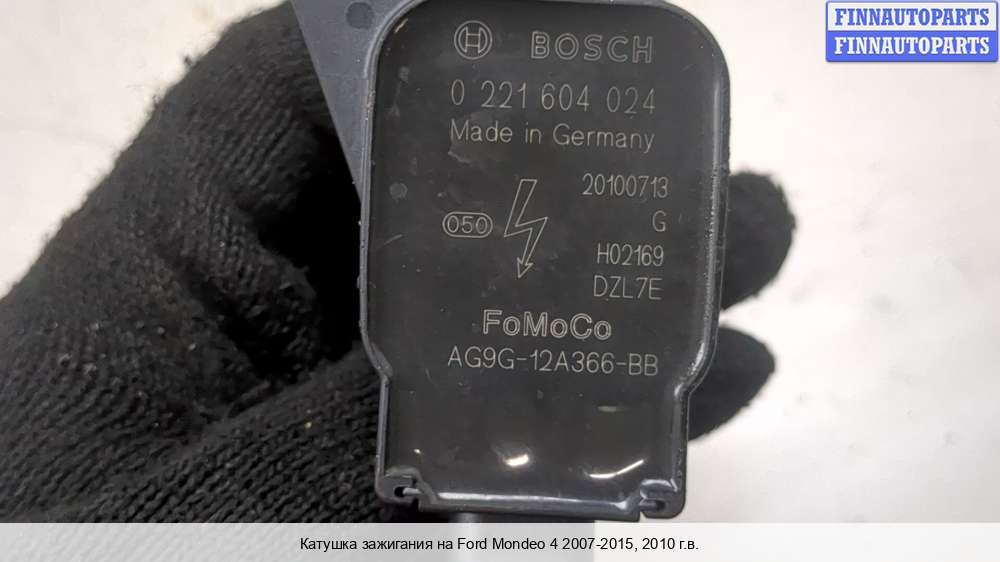 FINNAUTOPARTS
FINNAUTOPARTS
BOSCH
0 221 604 024
Made in Germany
20100713
G
050
H02169
DZL7E
FoMoCo
AG9G-12A366-BB
Катушка зажигания на Ford Mondeo 4 2007-2015, 2010 г.в.